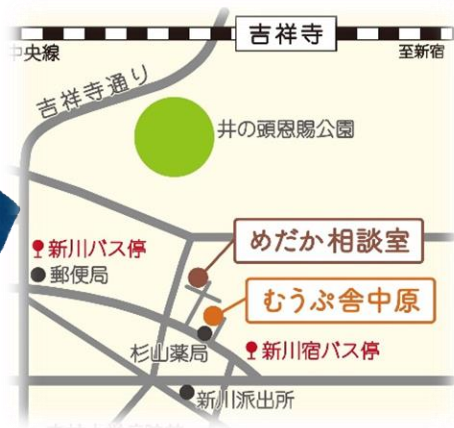 吉祥寺
中央線
至新宿
吉祥寺通り
井の頭恩賜公園
めだか相談室
新川バス停
郵便局
むうぷ舎中原
杉山薬局
新川宿バス停
新川派出所